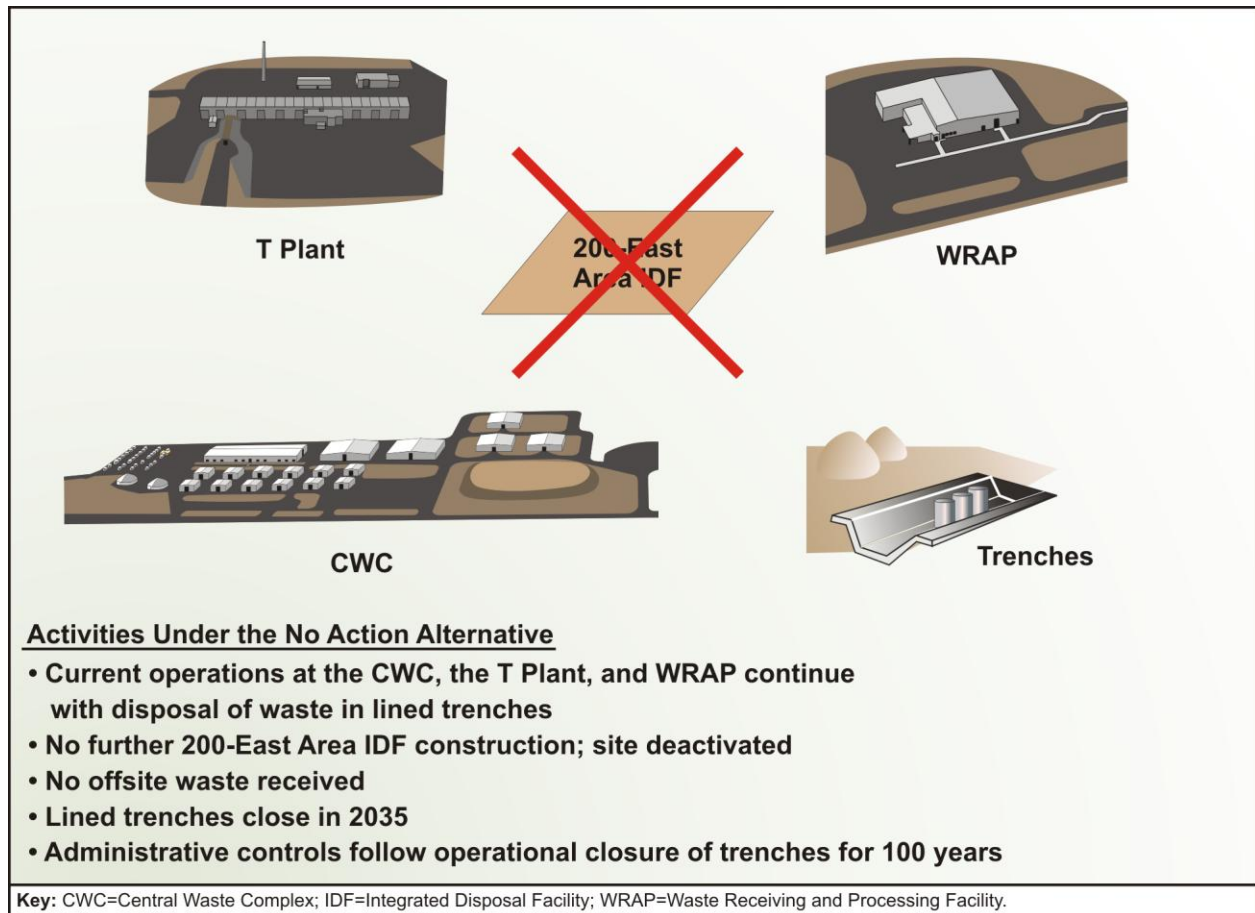 T Plant
WRAP
200-East
Area IDF
CWC
Trenches
Activities Under the No Action Alternative
• Current operations at the CWC, the T Plant, and WRAP continue
with disposal of waste in lined trenches
• No further 200-East Area IDF construction; site deactivated
• No offsite waste received
• Lined trenches close in 2035
• Administrative controls follow operational closure of trenches for 100 years
Key: CWC=Central Waste Complex; IDF=Integrated Disposal Facility; WRAP=Waste Receiving and Processing Facility.